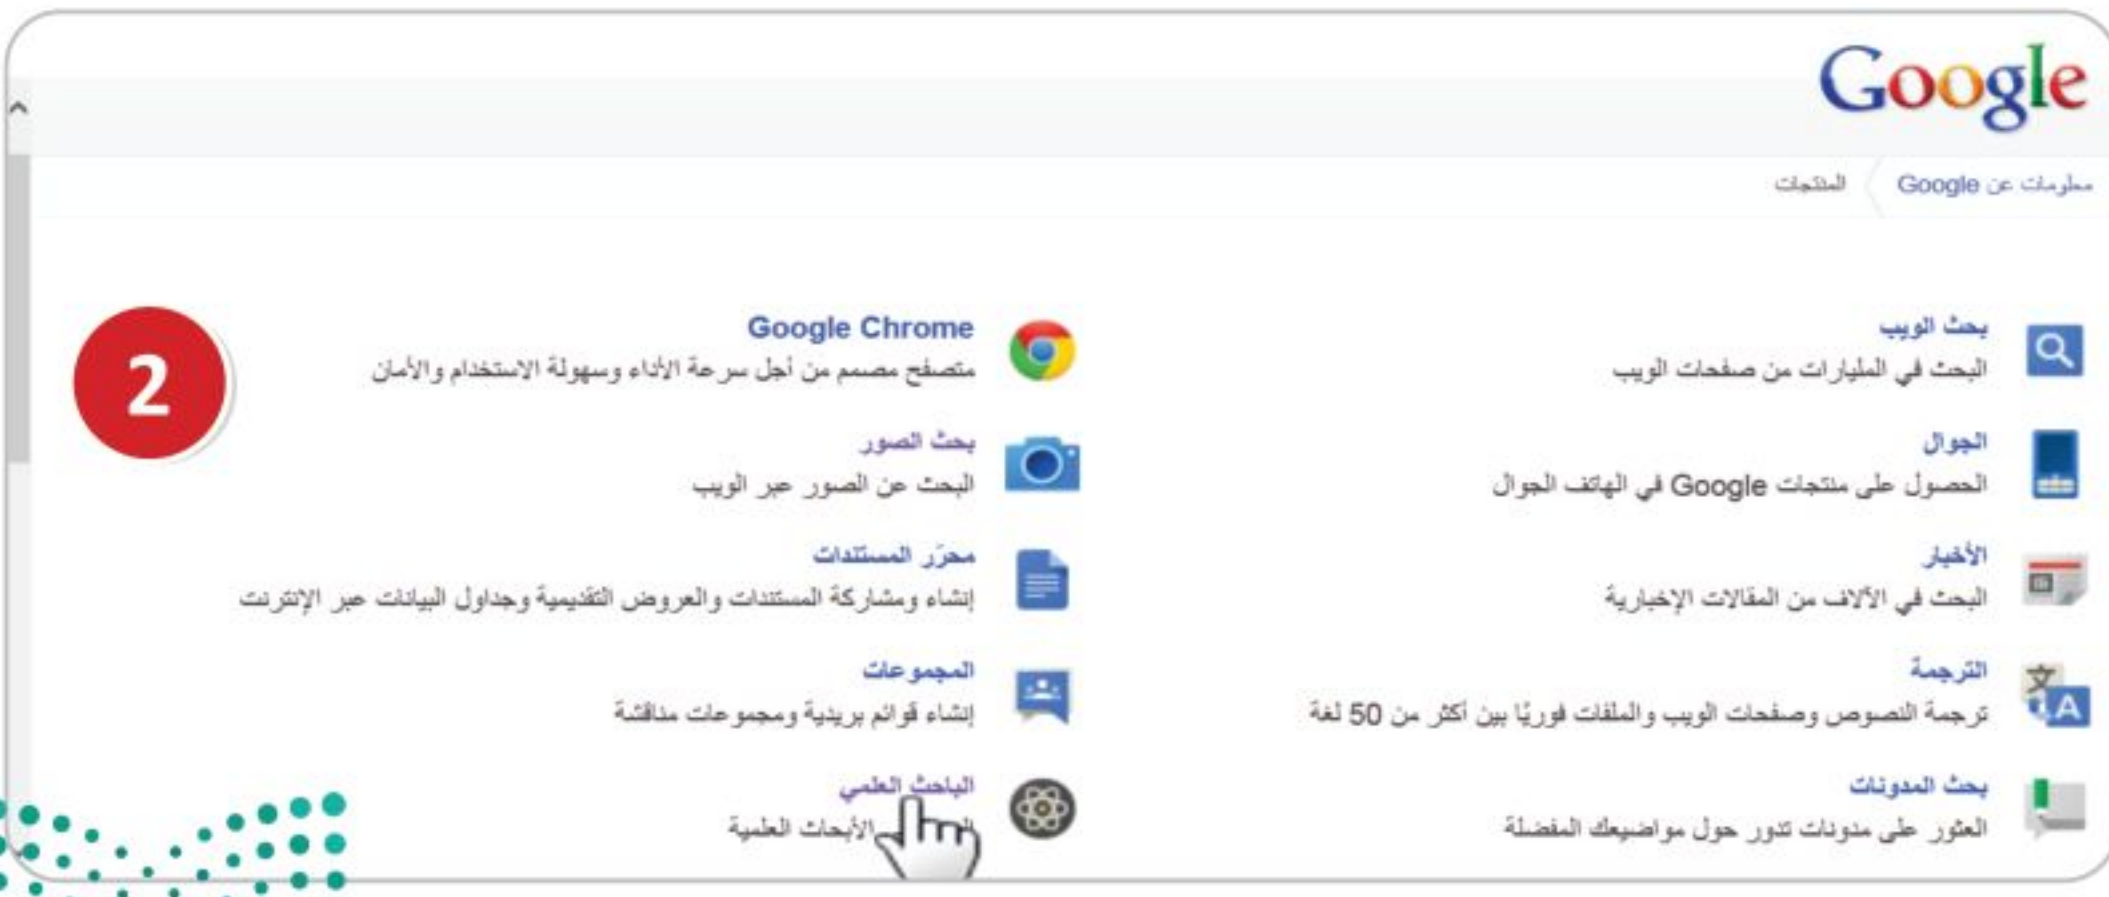 Google
معلومات عن Google
المنتجات
بحث الويب
البحث في المليارات من صفحات الويب
الجوال
الحصول على منتجات Google في الهاتف الجوال
الأخبار
البحث في الآلاف من المقالات الإخبارية
الترجمة
ترجمة النصوص وصفحات الويب والملفات فوريًا بين أكثر من 50 لغة
بحث المدونات
العثور على مدونات تدور حول مواضيعك المفضلة
Google Chrome
متصفح مصمم من أجل سرعة الأداء وسهولة الاستخدام والأمان
بحث الصور
البحث عن الصور عبر الويب
محرّر المستندات
إنشاء ومشاركة المستندات والعروض التقديمية وجداول البيانات عبر الإنترنت
المجموعات
إنشاء قوائم بريدية ومجموعات مناقشة
الباحث العلمي
الأبحاث العلمية
2